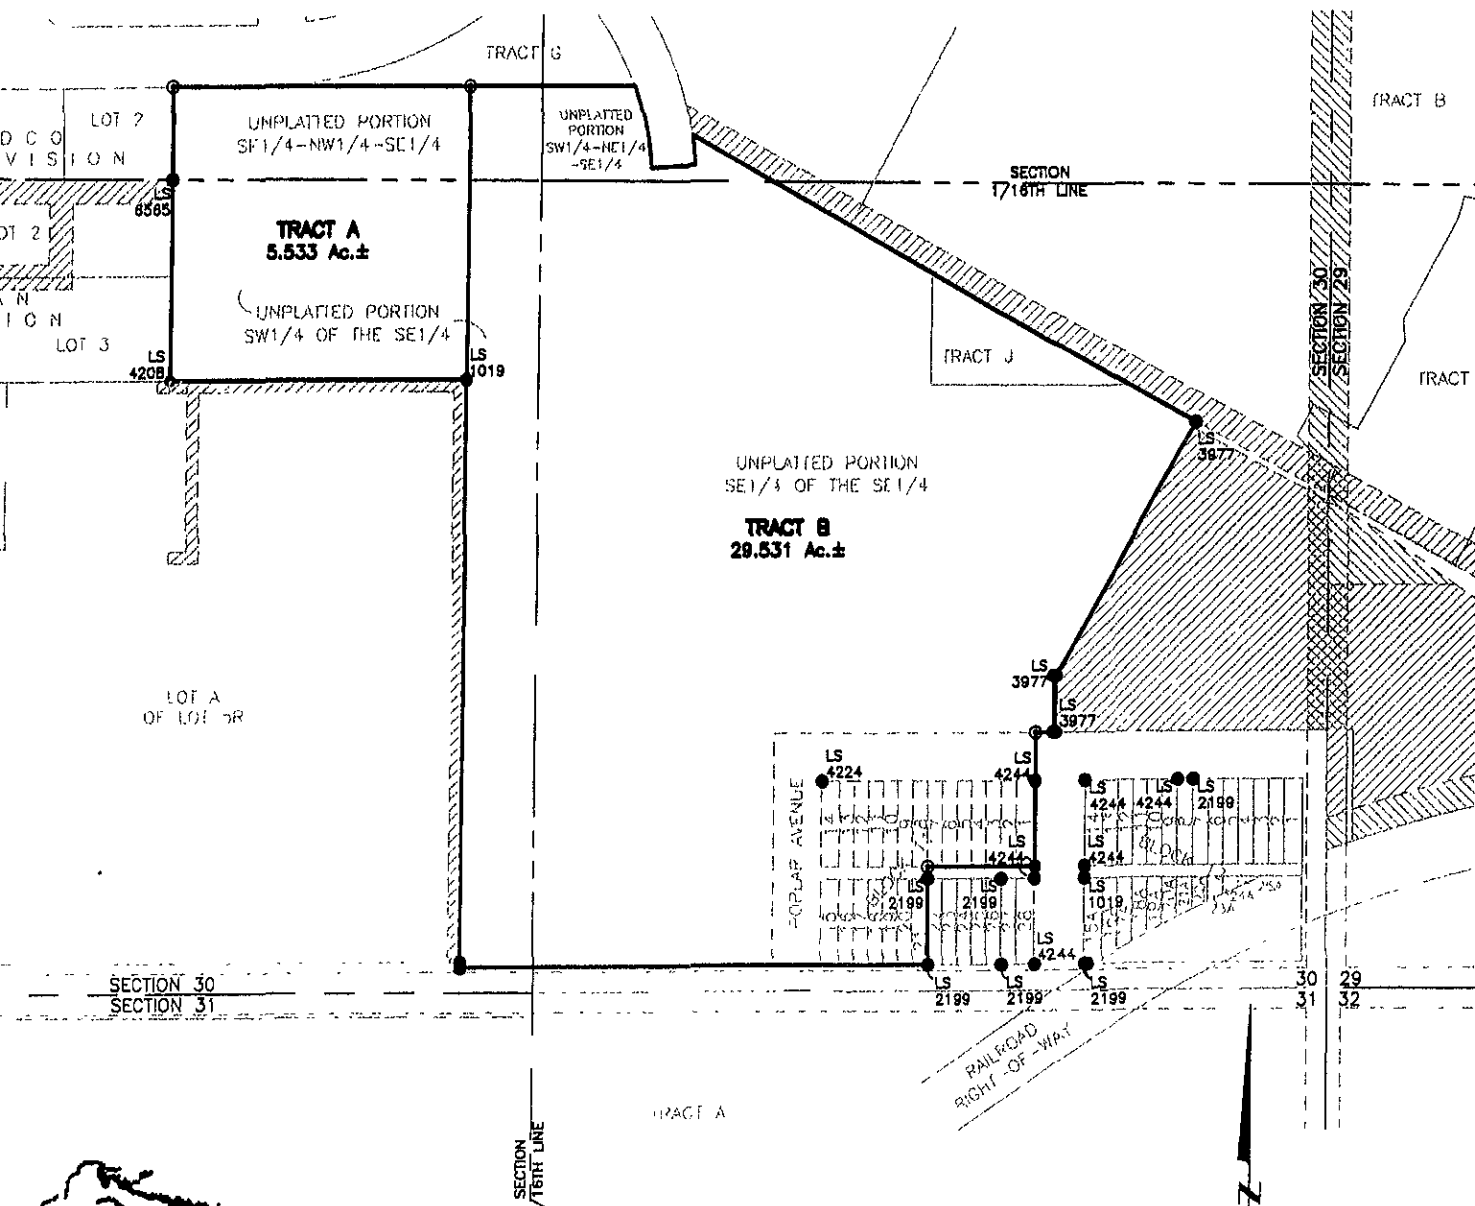 TRACT G
LOT 2
D C O
V I S I O N
UNPLATTED PORTION
SE1/4-NW1/4-SE1/4
UNPLATTED
PORTION
SW1/4-NE1/4
-SE1/4
TRACT B
SECTION
1/16TH LINE
LS
6565
OT 2
TRACT A
5.533 Ac.±
A N
I O N
LOT 3
UNPLATTED PORTION
SW1/4 OF THE SE1/4
LS
4208
LS
1019
TRACT J
SECTION 30
SECTION 29
TRACT
LS
3977
UNPLATTED PORTION
SE1/4 OF THE SE1/4
TRACT B
29.531 Ac.±
LS
3977
LS
3977
LOT A
OF LOT 5R
LS
4224
LS
4244
LS
4244
LS
4244
LS
2199
POPLAR AVENUE
LS
4244
LS
4244
BLOCK
LS
2199
LS
2199
LS
1019
LS
4244
LS
2199
LS
2199
LS
2199
SECTION 30
SECTION 31
30 29
31 32
RAILROAD
RIGHT-OF-WAY
TRACT A
SECTION
1/16TH LINE
N